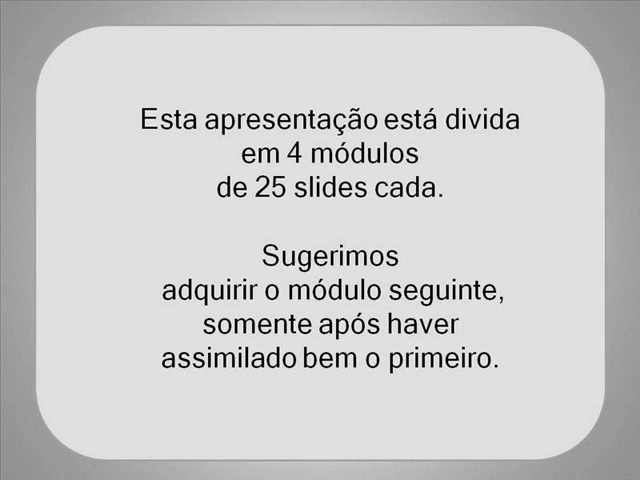 Esta apresentação está divida
em 4 módulos
de 25 slides cada.
Sugerimos
adquirir o módulo seguinte,
somente após haver
assimilado bem o primeiro.